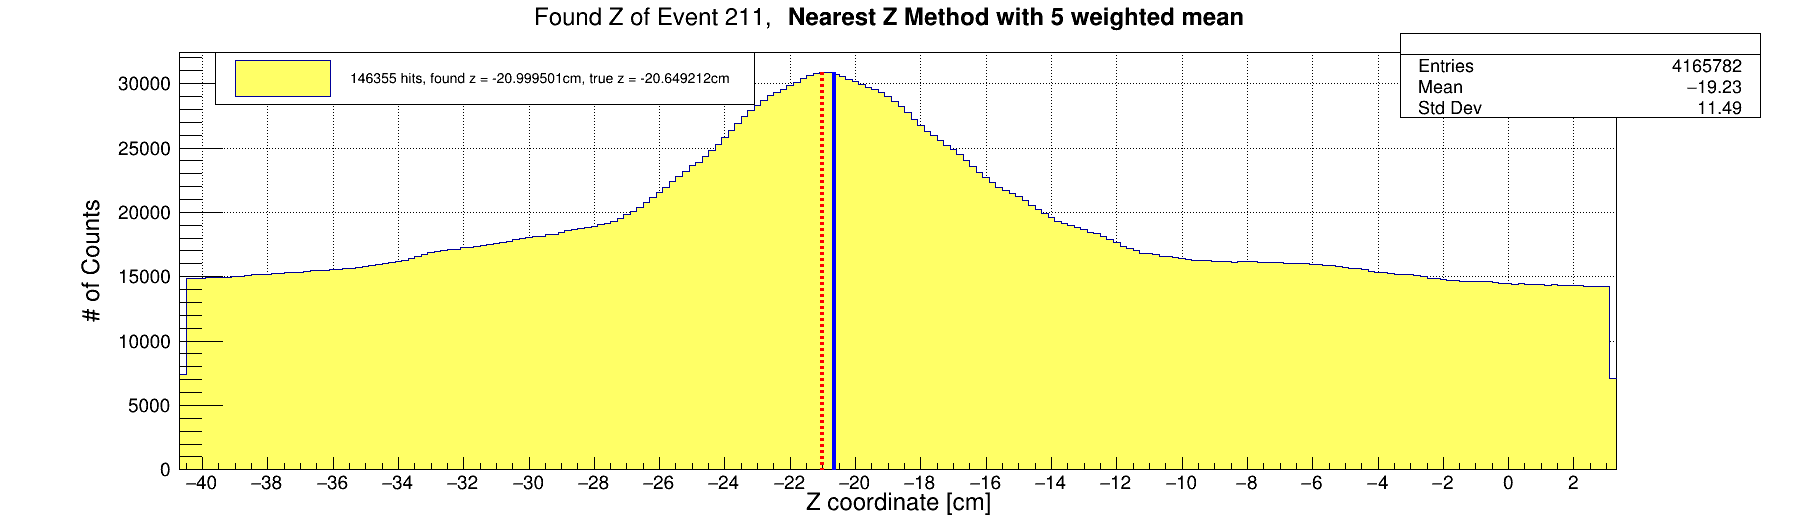 Found Z of Event 211, Nearest Z Method with 5 weighted mean
146355 hits, found z = -20.999501cm, true z = -20.649212cm
Entries 4165782
Mean −19.23
Std Dev 11.49
# of Counts
30000
25000
20000
15000
10000
5000
0
−40 −38 −36 −34 −32 −30 −28 −26 −24 −22 −20 −18 −16 −14 −12 −10 −8 −6 −4 −2 0 2
Z coordinate [cm]